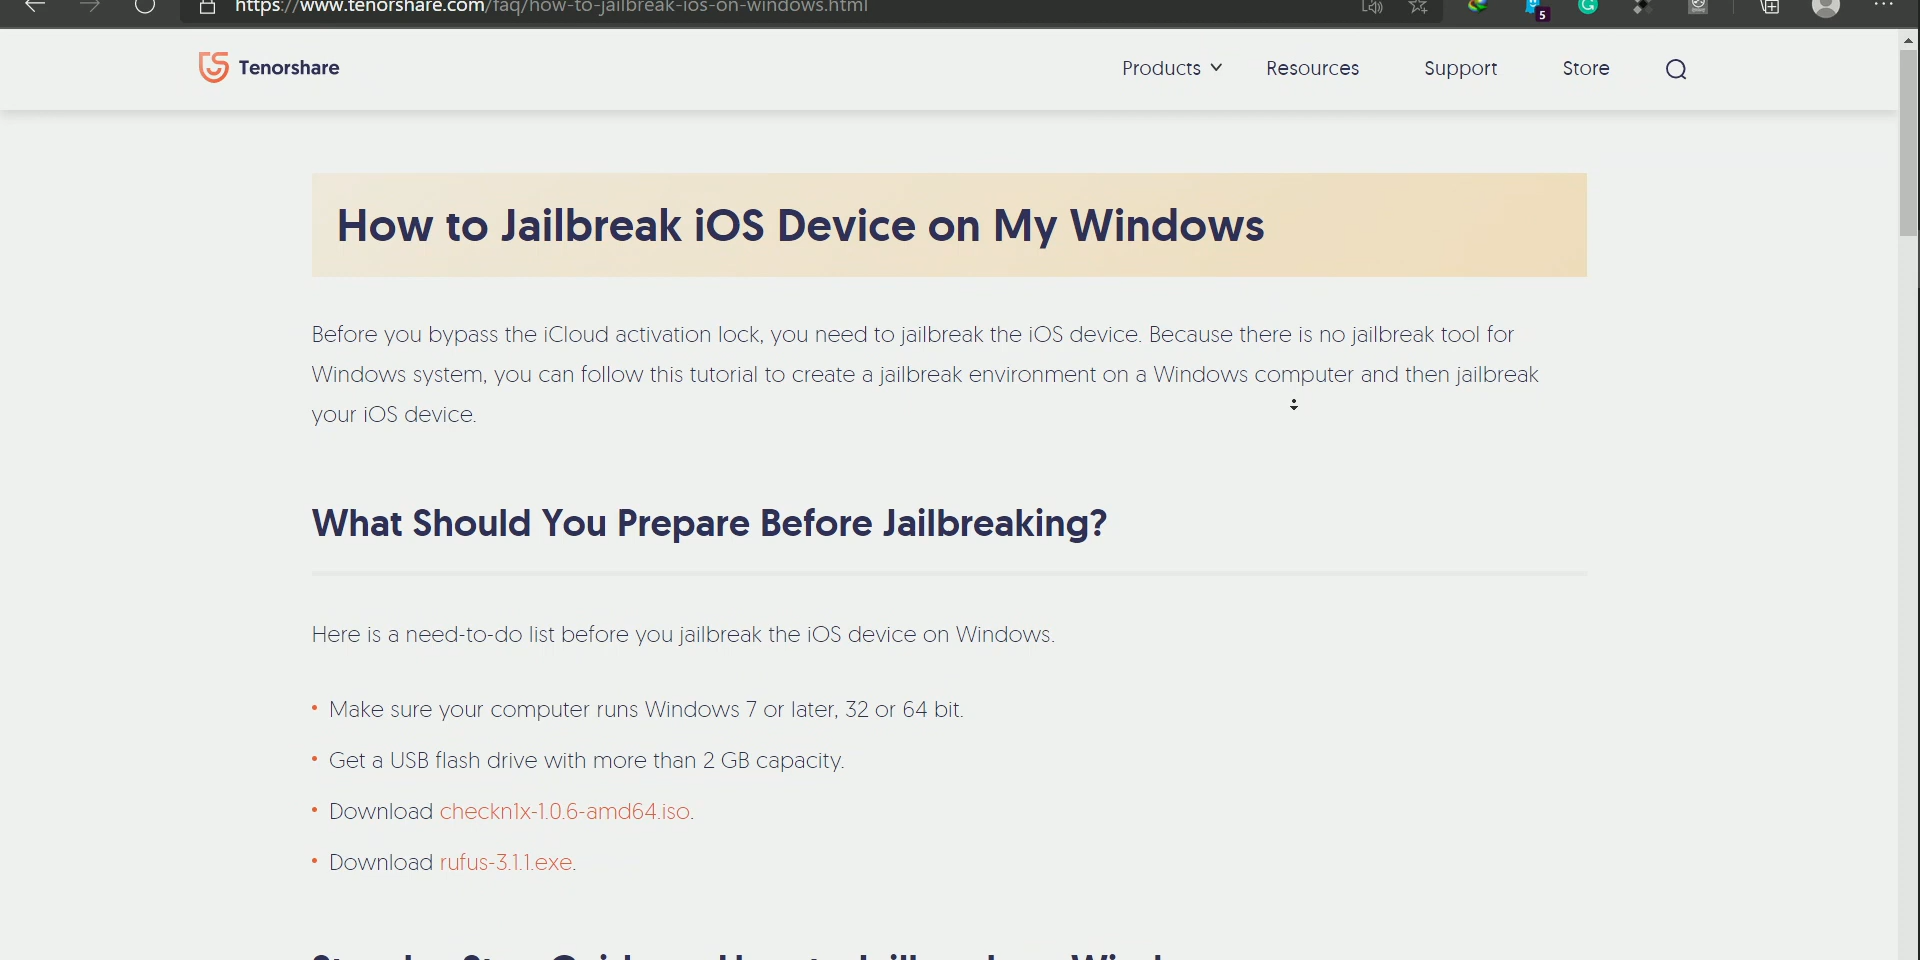 https://www.tenorshare.com/faq/how-to-jailbreak-ios-on-windows.html
5
Tenorshare
Products
Resources
Support
Store
How to Jailbreak iOS Device on My Windows
Before you bypass the iCloud activation lock, you need to jailbreak the iOS device. Because there is no jailbreak tool for
Windows system, you can follow this tutorial to create a jailbreak environment on a Windows computer and then jailbreak
your iOS device.
What Should You Prepare Before Jailbreaking?
Here is a need-to-do list before you jailbreak the iOS device on Windows.
• Make sure your computer runs Windows 7 or later, 32 or 64 bit.
• Get a USB flash drive with more than 2 GB capacity.
• Download checkn1x-1.0.6-amd64.iso.
• Download rufus-3.1.1.exe.